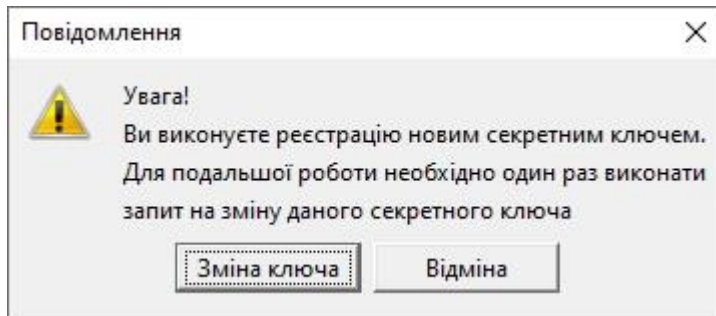 Повідомлення
Увага!
Ви виконуєте реєстрацію новим секретним ключем.
Для подальшої роботи необхідно один раз виконати
запит на зміну даного секретного ключа
Зміна ключа
Відміна